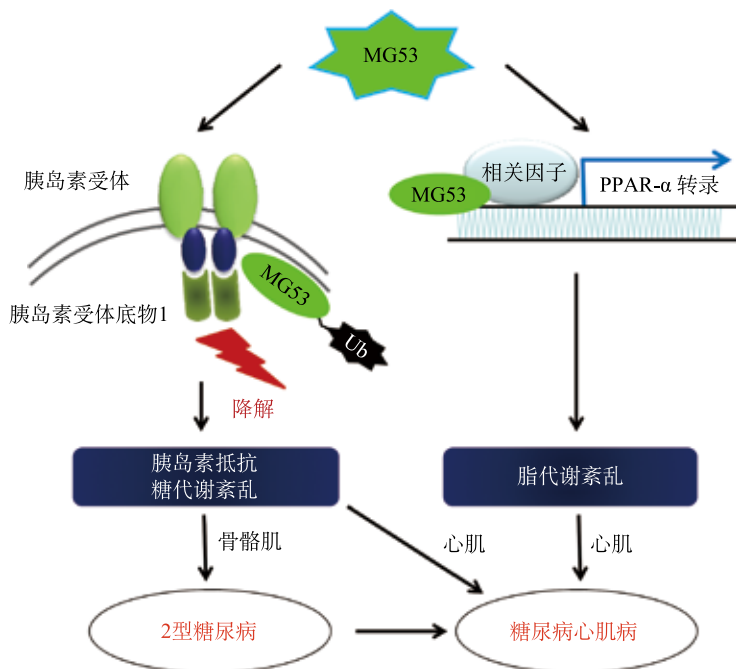 MG53
胰岛素受体
相关因子
MG53
PPAR-α 转录
胰岛素受体底物1
MG53
Ub
降解
胰岛素抵抗
糖代谢紊乱
脂代谢紊乱
骨骼肌
心肌
心肌
2型糖尿病
糖尿病心肌病